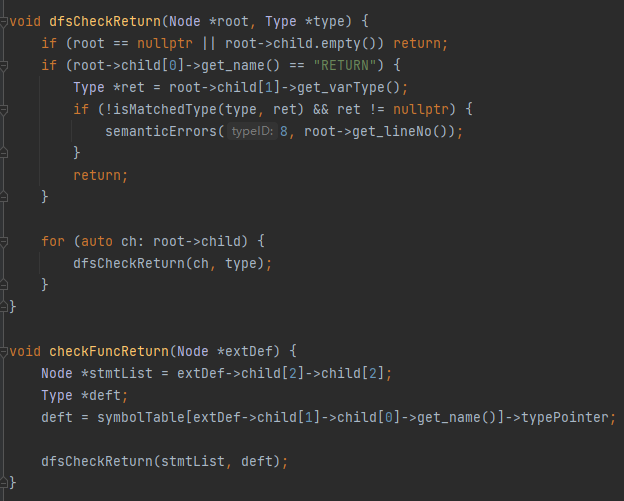 void dfsCheckReturn(Node *root, Type *type) {
    if (root == nullptr || root->child.empty()) return;
    if (root->child[0]->get_name() == "RETURN") {
        Type *ret = root->child[1]->get_varType();
        if (!isMatchedType(type, ret) && ret != nullptr) {
            semanticErrors( typeID: 8, root->get_lineNo());
        }
        return;
    }

    for (auto ch: root->child) {
        dfsCheckReturn(ch, type);
    }
}

void checkFuncReturn(Node *extDef) {
    Node *stmtList = extDef->child[2]->child[2];
    Type *deft;
    deft = symbolTable[extDef->child[1]->child[0]->get_name()]->typePointer;

    dfsCheckReturn(stmtList, deft);
}